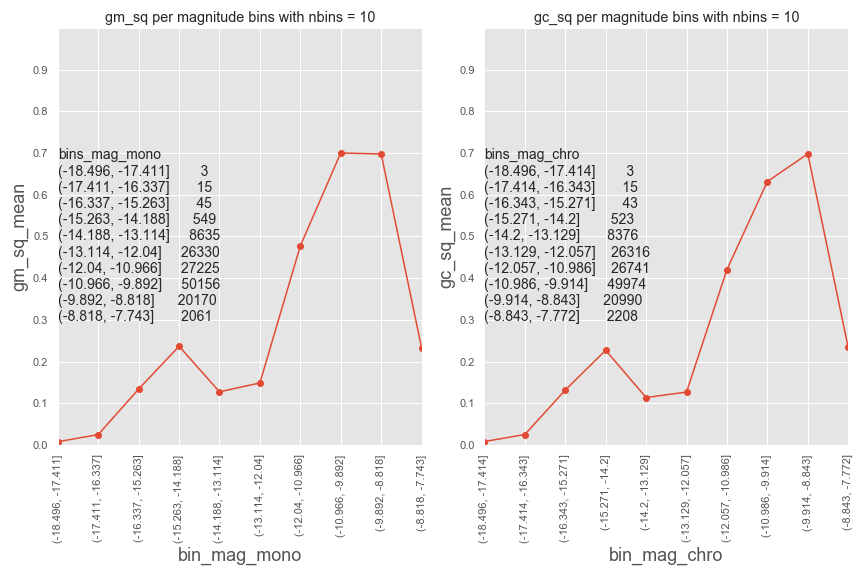 gm_sq per magnitude bins with nbins = 10
0.9
0.8
0.7
0.6
0.5
0.4
0.3
0.2
0.1
0.0
gm_sq_mean
bins_mag_mono
(-18.496, -17.411] 3
(-17.411, -16.337] 15
(-16.337, -15.263] 45
(-15.263, -14.188] 549
(-14.188, -13.114] 8635
(-13.114, -12.04] 26330
(-12.04, -10.966] 27225
(-10.966, -9.892] 50156
(-9.892, -8.818] 20170
(-8.818, -7.743] 2061
(-18.496, -17.411]
(-17.411, -16.337]
(-16.337, -15.263]
(-15.263, -14.188]
(-14.188, -13.114]
(-13.114, -12.04]
(-12.04, -10.966]
(-10.966, -9.892]
(-9.892, -8.818]
(-8.818, -7.743]
bin_mag_mono
gc_sq per magnitude bins with nbins = 10
0.9
0.8
0.7
0.6
0.5
0.4
0.3
0.2
0.1
0.0
gc_sq_mean
bins_mag_chro
(-18.496, -17.414] 3
(-17.414, -16.343] 15
(-16.343, -15.271] 43
(-15.271, -14.2] 523
(-14.2, -13.129] 8376
(-13.129, -12.057] 26316
(-12.057, -10.986] 26741
(-10.986, -9.914] 49974
(-9.914, -8.843] 20990
(-8.843, -7.772] 2208
(-18.496, -17.414]
(-17.414, -16.343]
(-16.343, -15.271]
(-15.271, -14.2]
(-14.2, -13.129]
(-13.129, -12.057]
(-12.057, -10.986]
(-10.986, -9.914]
(-9.914, -8.843]
(-8.843, -7.772]
bin_mag_chro